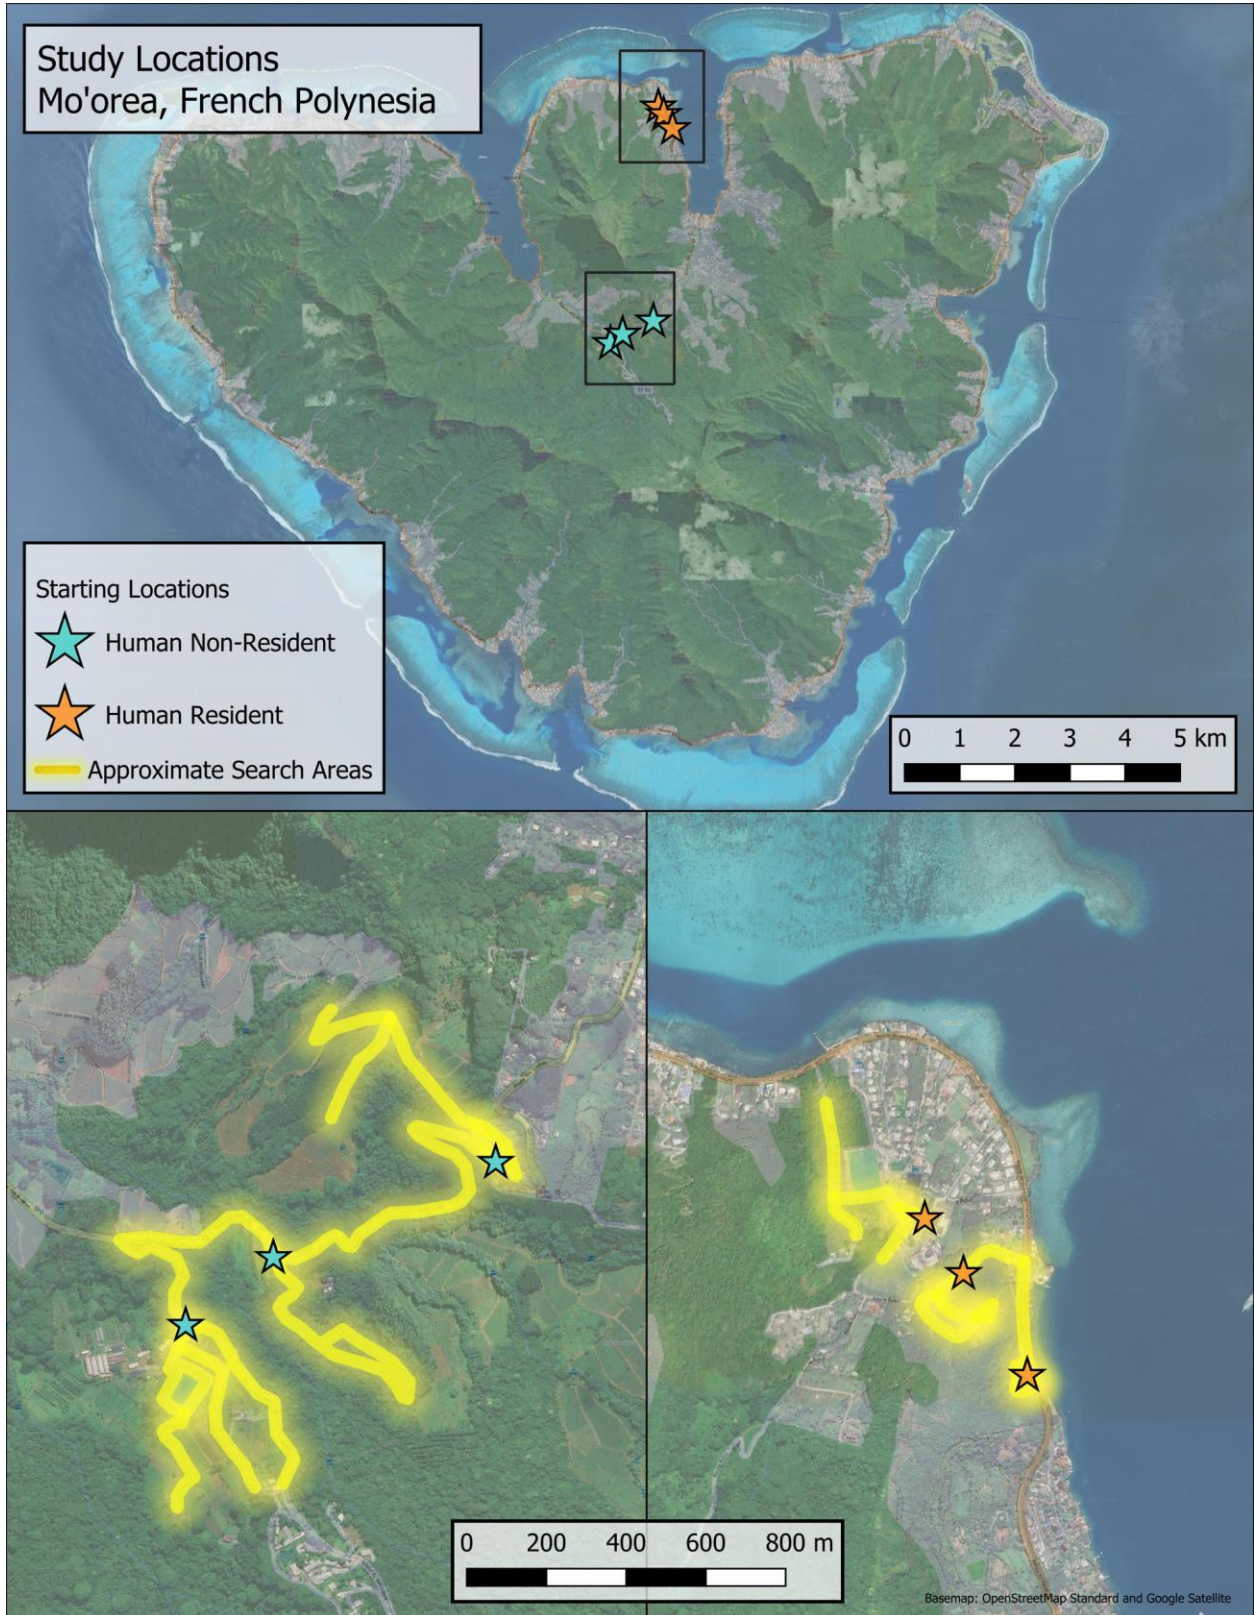 Study Locations
Mo'orea, French Polynesia
Starting Locations
Human Non-Resident
Human Resident
Approximate Search Areas
0 1 2 3 4 5 km
0 200 400 600 800 m
Basemap: OpenStreetMap Standard and Google Satellite